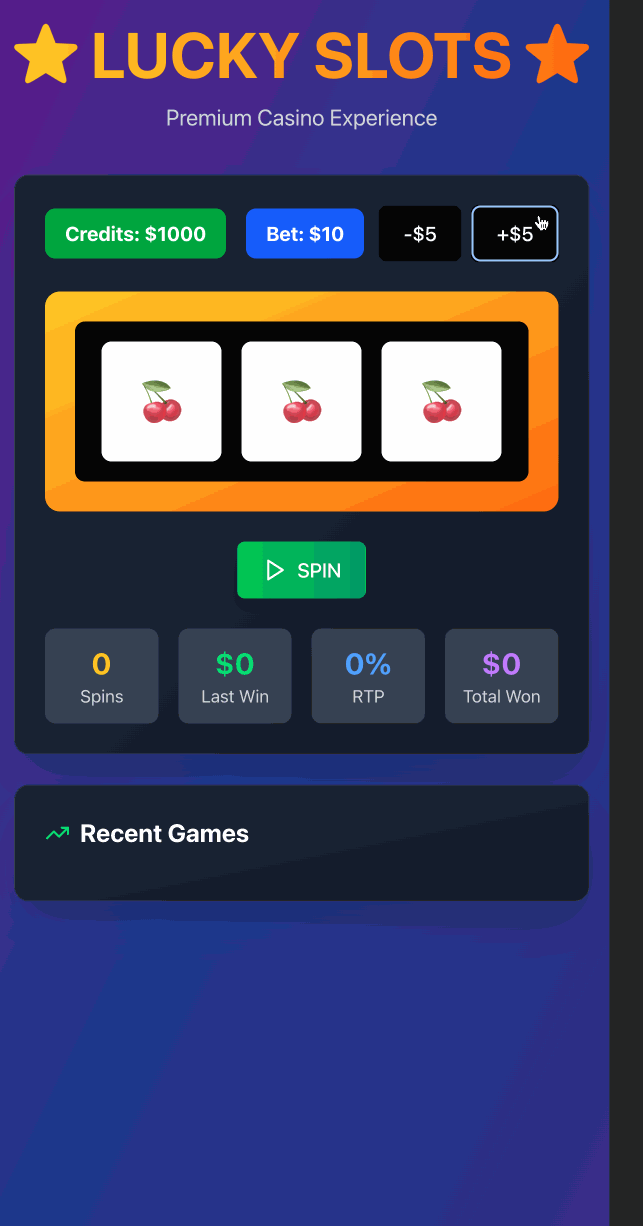 LUCKY SLOTS
Premium Casino Experience
Credits: $1000 Bet: $10 -$5 +$5
SPIN
0 $0 0% $0
Spins Last Win RTP Total Won
Recent Games